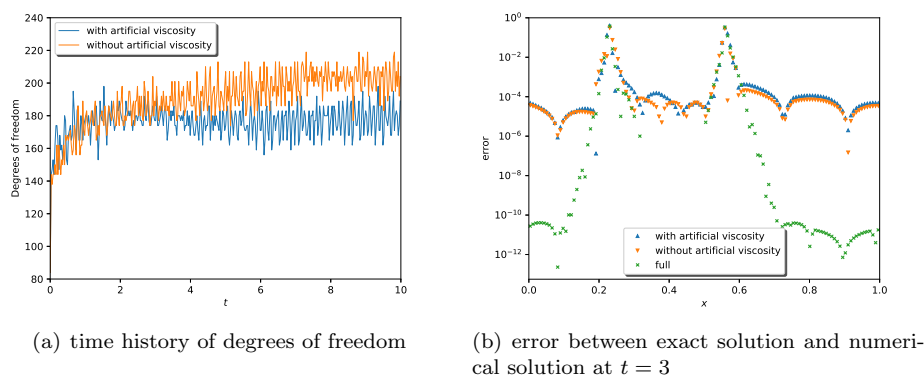 with artificial viscosity
without artificial viscosity
Degrees of freedom
240
220
200
180
160
140
120
100
80
0
2
4
6
8
10
t
(a) time history of degrees of freedom
error
10^0
10^-2
10^-4
10^-6
10^-8
10^-10
10^-12
with artificial viscosity
without artificial viscosity
full
0.0
0.2
0.4
0.6
0.8
1.0
x
(b) error between exact solution and numeri-
cal solution at t = 3